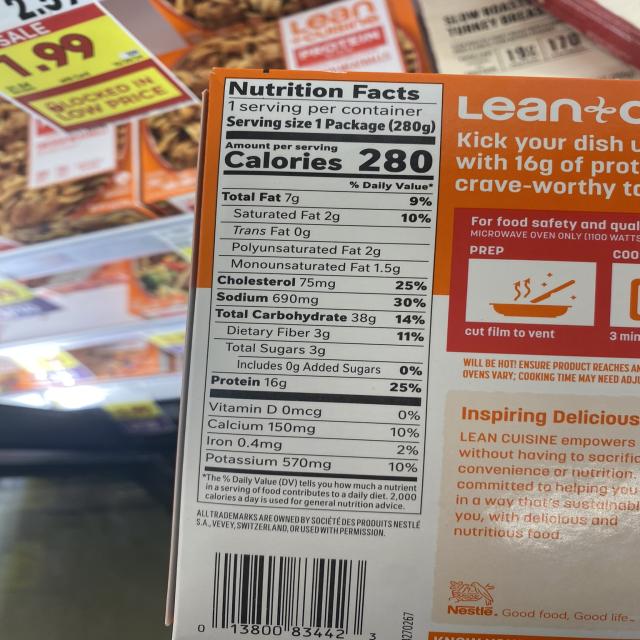 SALE
1.99
LOCKED IN
LOW PRICE
Lean
CUISINE
PROTEIN
SLOW ROASTED
TURKEY BREAST
19g 170
Nutrition Facts
1 serving per container
Serving size 1 Package (280g)
Amount per serving
Calories 280
% Daily Value*
Total Fat 7g 9%
Saturated Fat 2g 10%
Trans Fat 0g
Polyunsaturated Fat 2g
Monounsaturated Fat 1.5g
Cholesterol 75mg 25%
Sodium 690mg 30%
Total Carbohydrate 38g 14%
Dietary Fiber 3g 11%
Total Sugars 3g
Includes 0g Added Sugars 0%
Protein 16g 25%
Vitamin D 0mcg 0%
Calcium 150mg 10%
Iron 0.4mg 2%
Potassium 570mg 10%
*The % Daily Value (DV) tells you how much a nutrient
in a serving of food contributes to a daily diet. 2,000
calories a day is used for general nutrition advice.
ALL TRADEMARKS ARE OWNED BY SOCIÉTÉ DES PRODUITS NESTLÉ
S.A., VEVEY, SWITZERLAND, OR USED WITH PERMISSION.
0 13800 83442 3
Lean
Kick your dish
with 16g of prot
crave-worthy to
For food safety and qual
MICROWAVE OVEN ONLY (1100 WATTS
PREP
COO
cut film to vent
3 min
WILL BE HOT! ENSURE PRODUCT REACHES AN
OVENS VARY; COOKING TIME MAY NEED ADJ
Inspiring Delicious
LEAN CUISINE empowers
without having to sacrific
convenience or nutrition.
committed to helping you
in a way that's sustainabl
you, with delicious and
nutritious food.
Nestlé. Good food, Good life